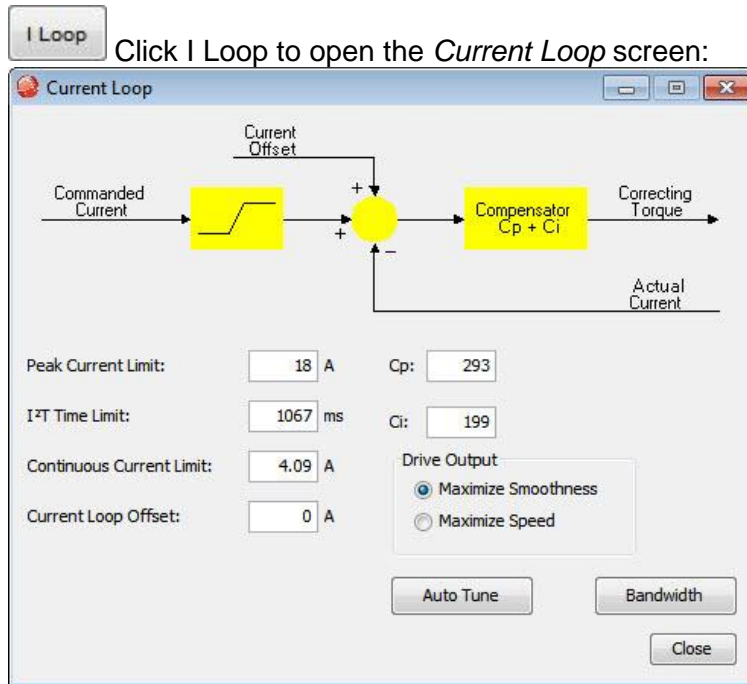 I Loop Click I Loop to open the Current Loop screen:
Current Loop
Current
Offset
Commanded
Current
+
+
−
Compensator
Cp + Ci
Correcting
Torque
Actual
Current
Peak Current Limit: 18 A Cp: 293
I²T Time Limit: 1067 ms Ci: 199
Continuous Current Limit: 4.09 A Drive Output
Maximize Smoothness
Current Loop Offset: 0 A Maximize Speed
Auto Tune Bandwidth
Close